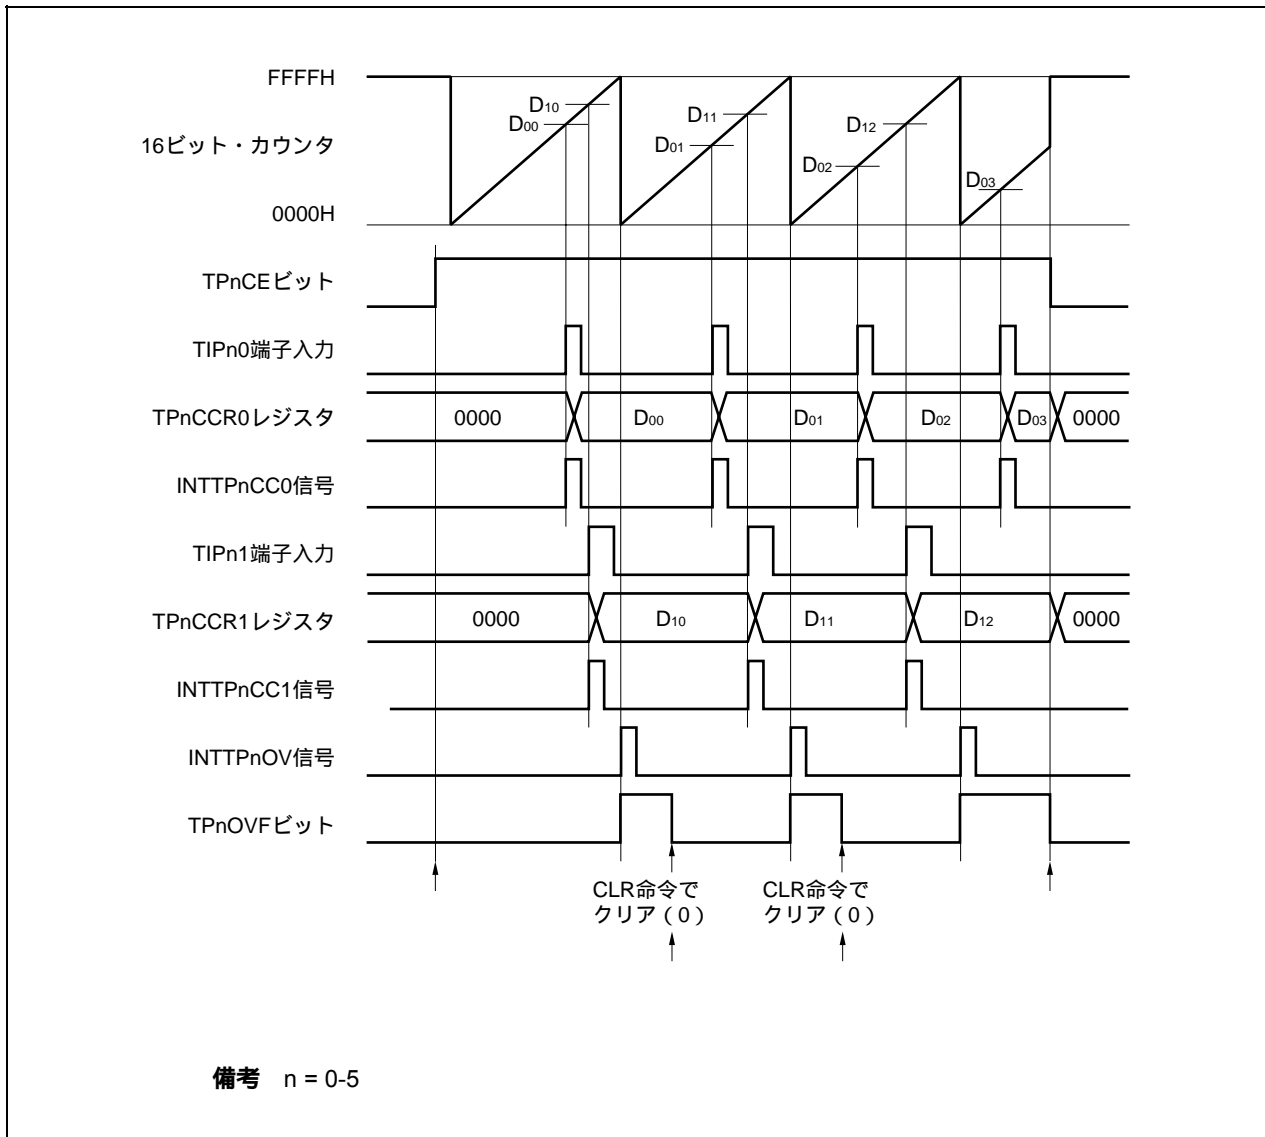 FFFFH
D10
D00
D11
D01
D12
D02
D03
16ビット・カウンタ
0000H
TPnCEビット
TIPn0端子入力
TPnCCR0レジスタ
0000
D00
D01
D02
D03
0000
INTTPnCC0信号
TIPn1端子入力
TPnCCR1レジスタ
0000
D10
D11
D12
0000
INTTPnCC1信号
INTTPnOV信号
TPnOVFビット
CLR命令で
クリア(0)
CLR命令で
クリア(0)
備考 n = 0-5